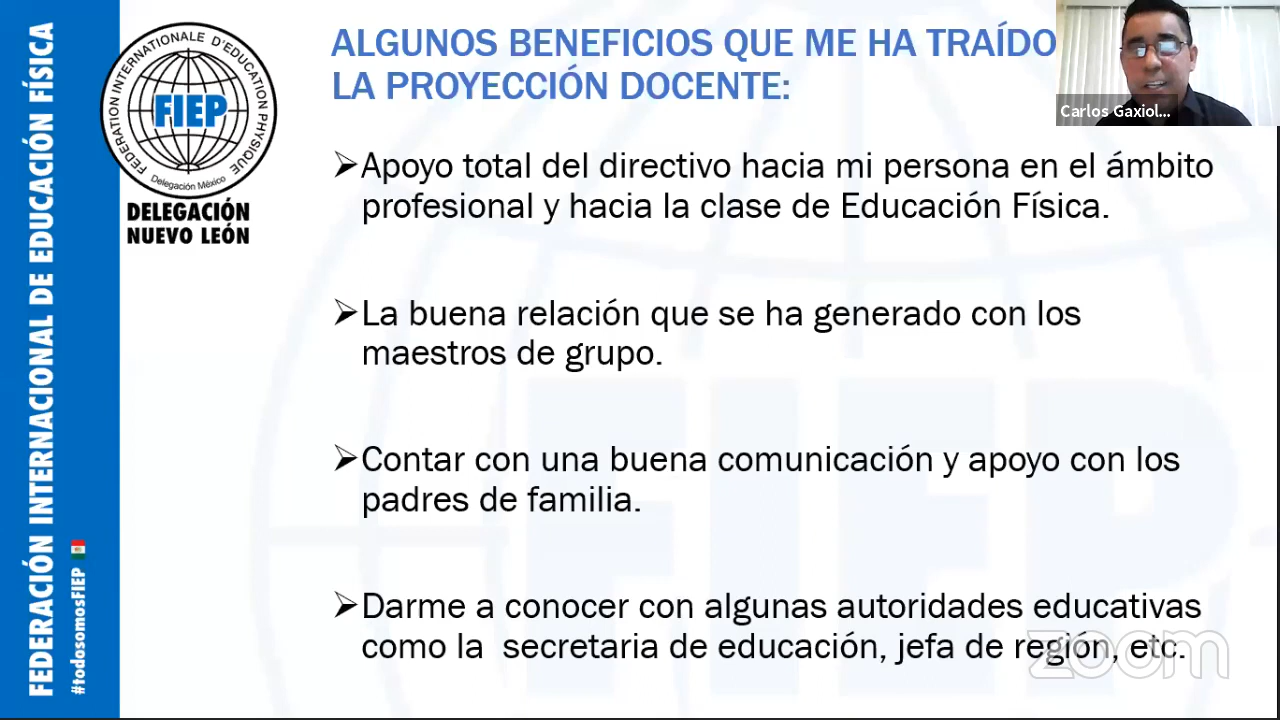 FEDERACIÓN INTERNACIONAL DE EDUCACIÓN FÍSICA
#todosomosFIEP
FEDERATION INTERNATIONALE D'EDUCATION PHYSIQUE
FIEP
Delegación México
DELEGACIÓN
NUEVO LEÓN
ALGUNOS BENEFICIOS QUE ME HA TRAÍDO
LA PROYECCIÓN DOCENTE:
Carlos Gaxiol...
➢Apoyo total del directivo hacia mi persona en el ámbito
profesional y hacia la clase de Educación Física.
➢La buena relación que se ha generado con los
maestros de grupo.
➢Contar con una buena comunicación y apoyo con los
padres de familia.
➢Darme a conocer con algunas autoridades educativas
como la secretaria de educación, jefa de región, etc.
FIEP
zoom